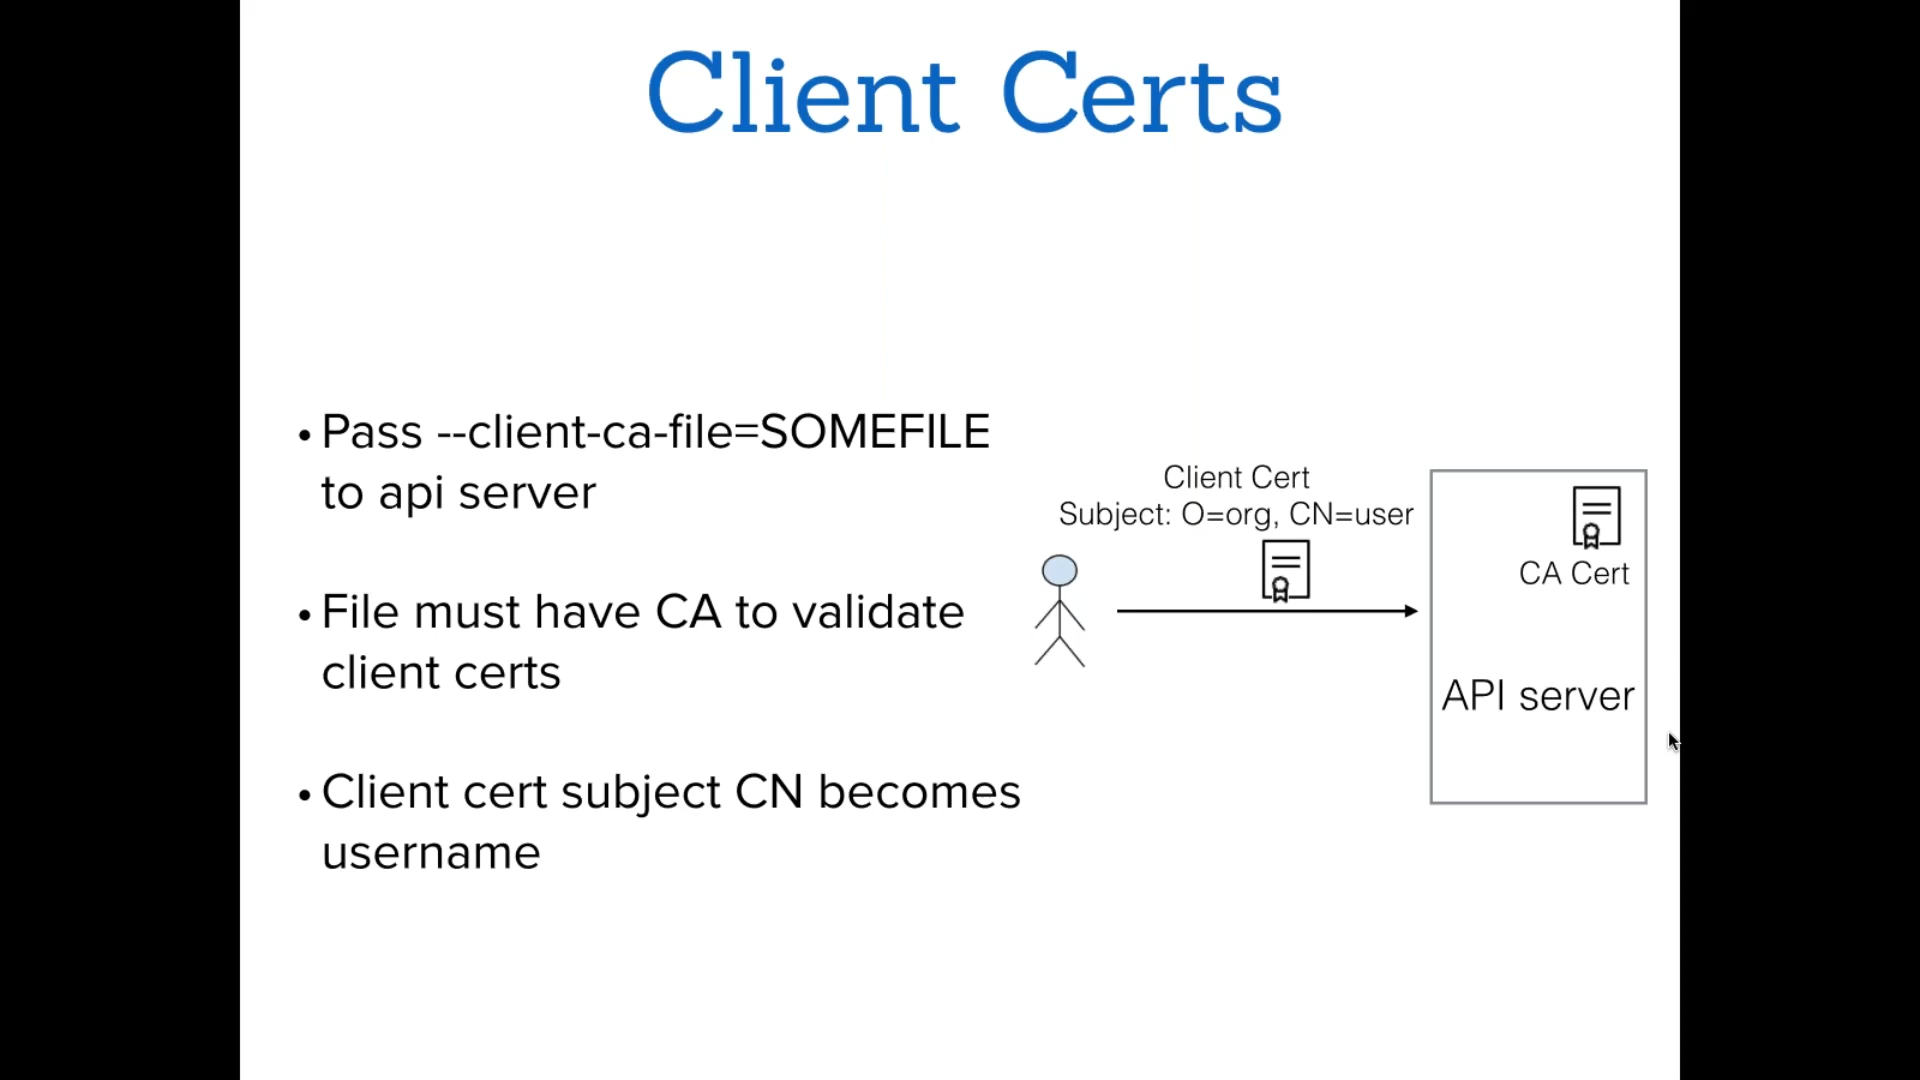 Client Certs
• Pass --client-ca-file=SOMEFILE
to api server
• File must have CA to validate
client certs
• Client cert subject CN becomes
username
Client Cert
Subject: O=org, CN=user
CA Cert
API server